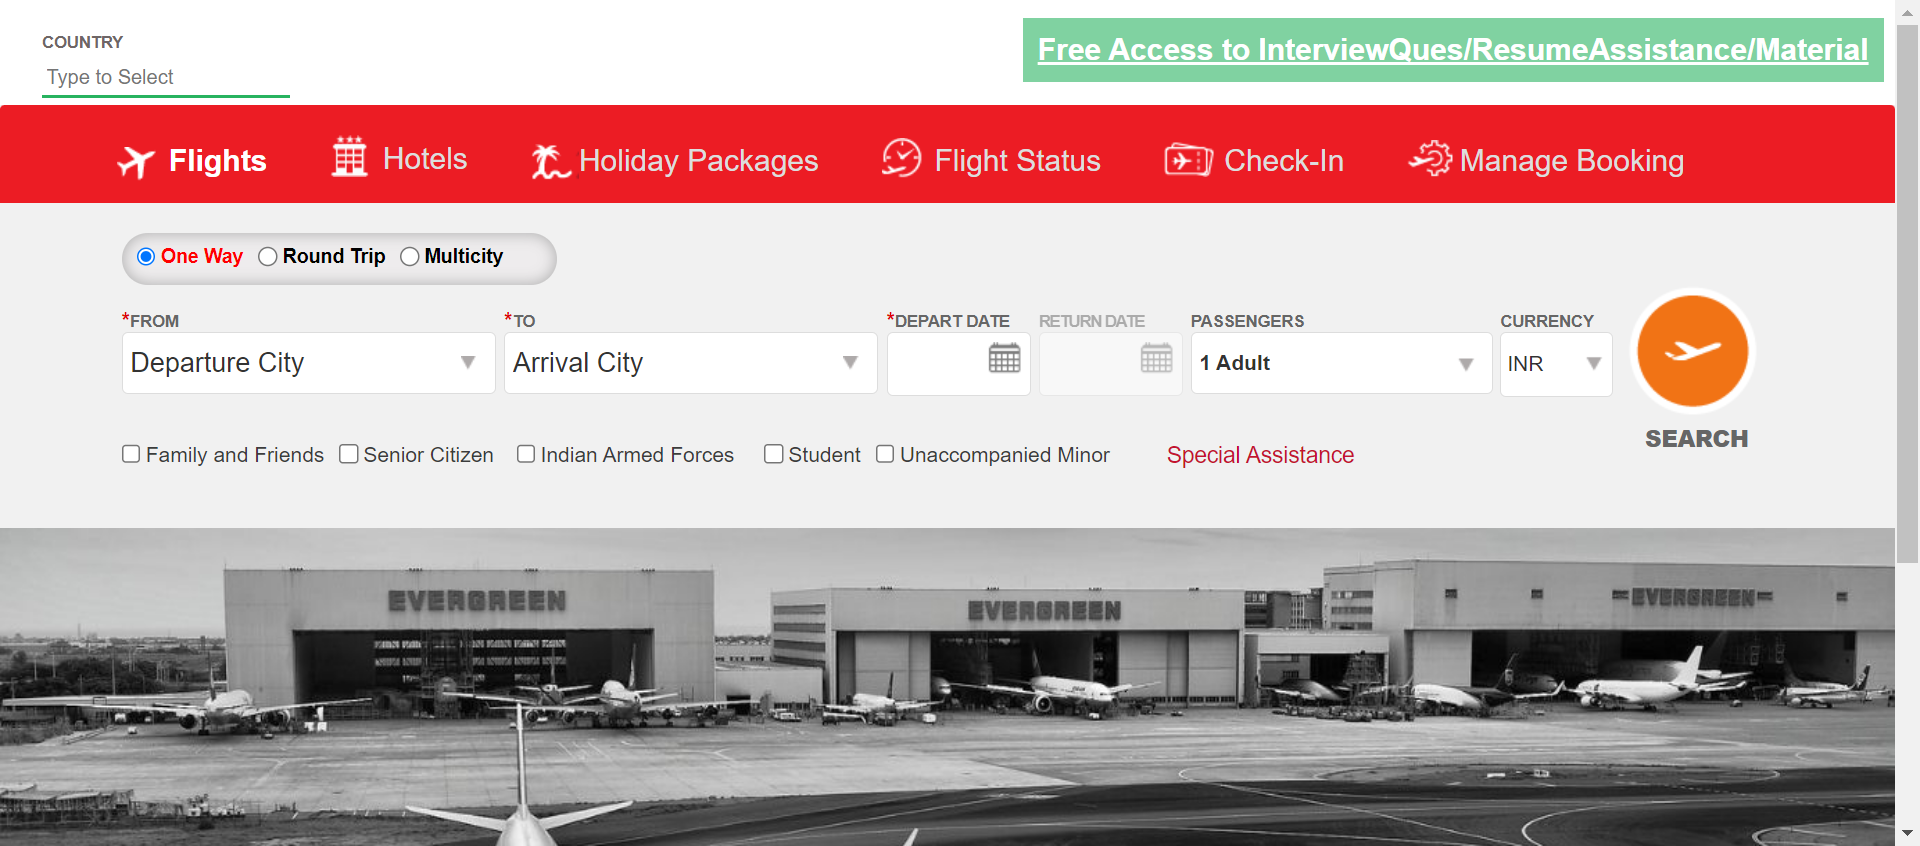 COUNTRY
Type to Select
Free Access to InterviewQues/ResumeAssistance/Material
Flights
Hotels
Holiday Packages
Flight Status
Check-In
Manage Booking
One Way
Round Trip
Multicity
*FROM
*TO
*DEPART DATE
RETURN DATE
PASSENGERS
CURRENCY
Departure City
Arrival City
1 Adult
INR
SEARCH
Family and Friends
Senior Citizen
Indian Armed Forces
Student
Unaccompanied Minor
Special Assistance
EVERGREEN
EVERGREEN
EVERGREEN